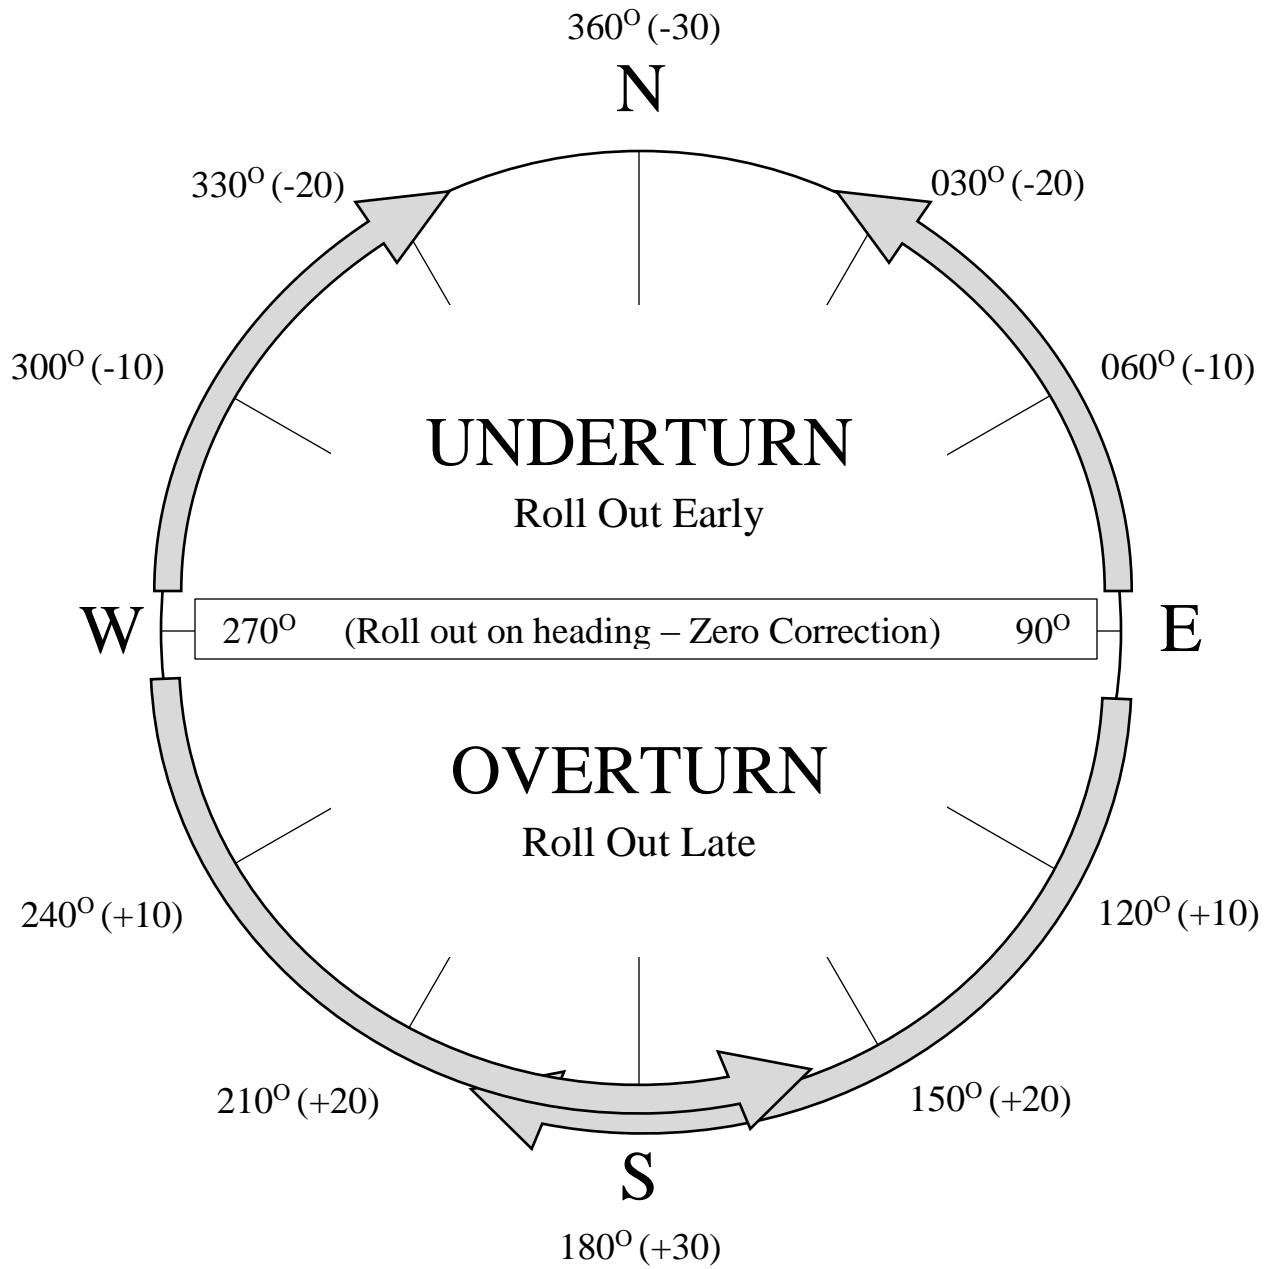 360ᴼ (-30)
N
330ᴼ (-20)
030ᴼ (-20)
300ᴼ (-10)
060ᴼ (-10)
UNDERTURN
Roll Out Early
W
270ᴼ (Roll out on heading – Zero Correction) 90ᴼ
E
OVERTURN
Roll Out Late
240ᴼ (+10)
120ᴼ (+10)
210ᴼ (+20)
150ᴼ (+20)
S
180ᴼ (+30)